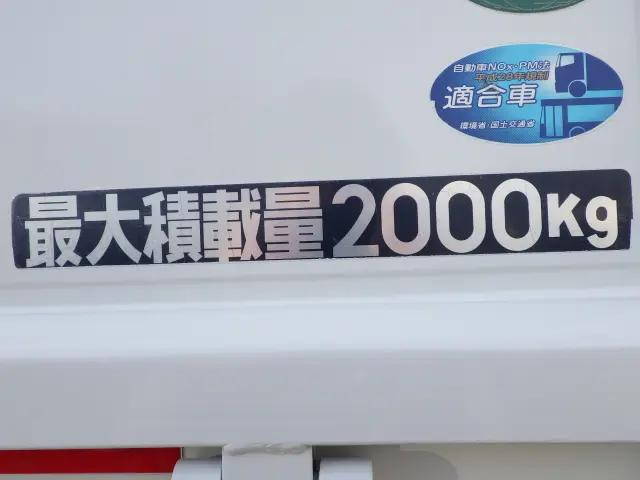 自動車NOx・PM法
平成28年規制
適合車
環境省・国土交通省
最大積載量2000Kg